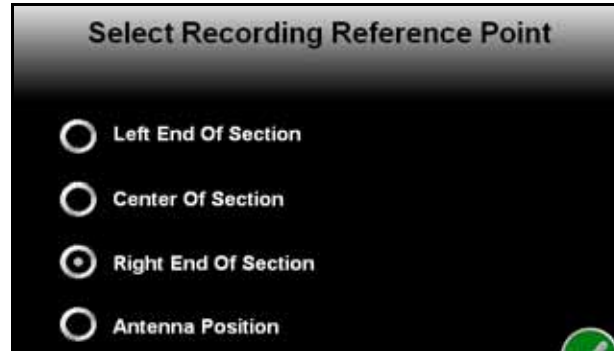 Select Recording Reference Point
Left End Of Section
Center Of Section
Right End Of Section
Antenna Position